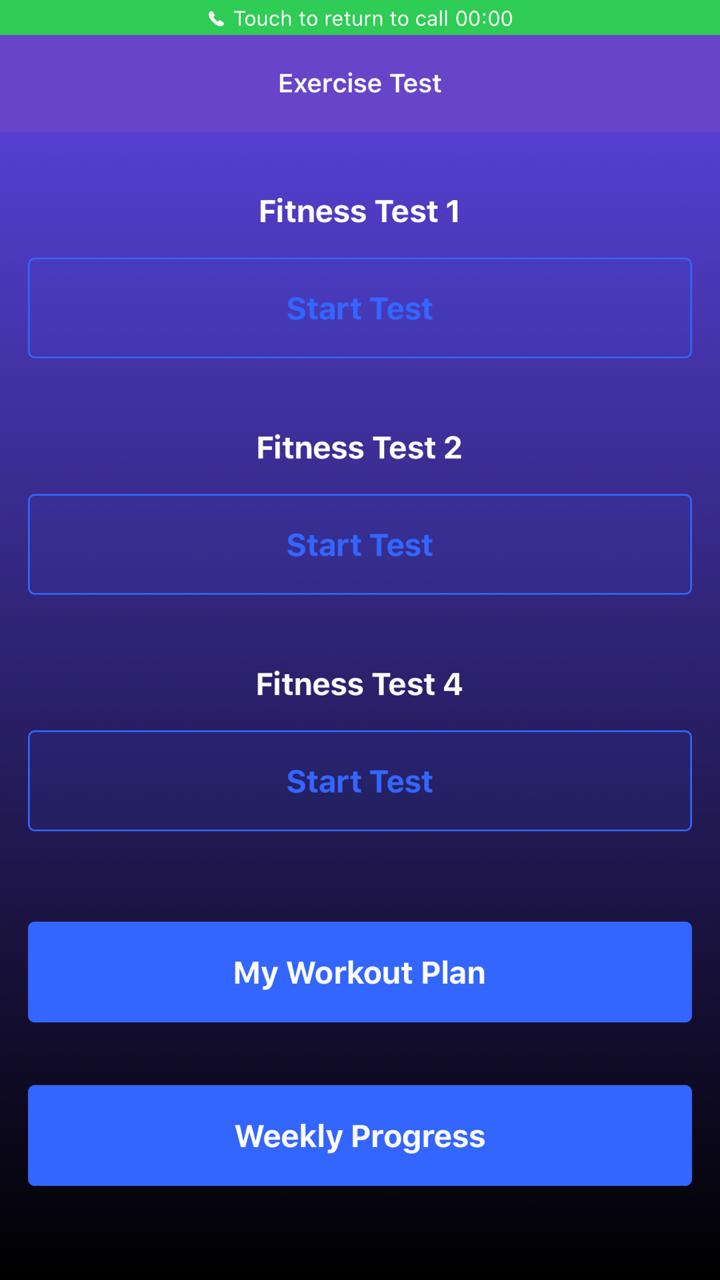 Touch to return to call 00:00
Exercise Test
Fitness Test 1
Start Test
Fitness Test 2
Start Test
Fitness Test 4
Start Test
My Workout Plan
Weekly Progress